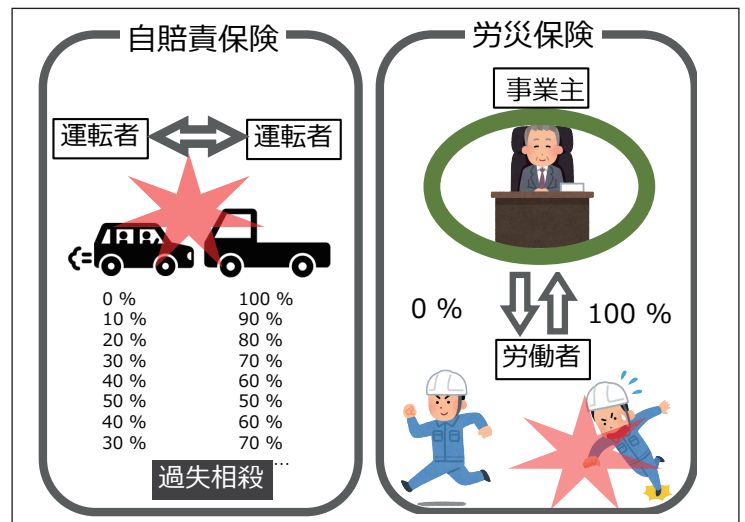 自賠責保険
運転者
運転者
0 % 100 %
10 % 90 %
20 % 80 %
30 % 70 %
40 % 60 %
50 % 50 %
40 % 60 %
30 % 70 %
...
過失相殺
労災保険
事業主
0 %
100 %
労働者